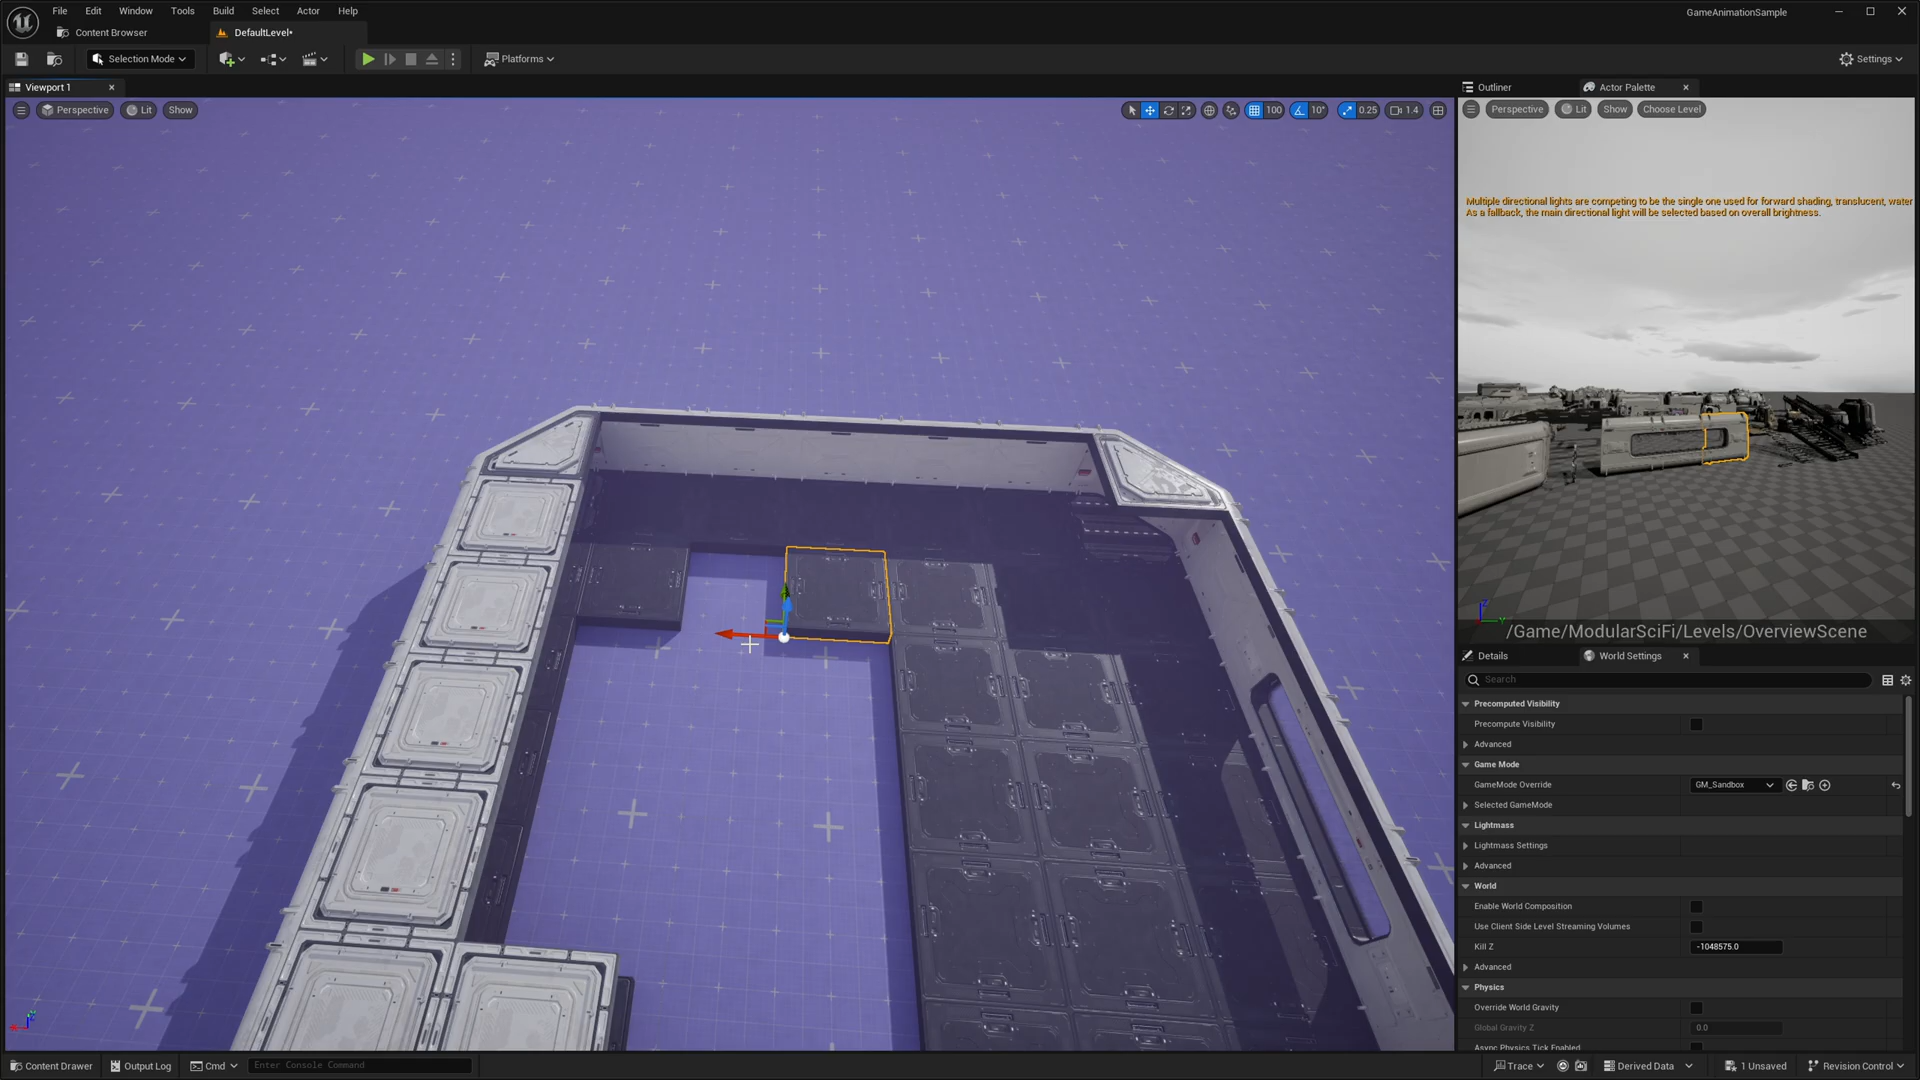 File Edit Window Tools Build Select Actor Help
GameAnimationSample
Content Browser
DefaultLevel*
Selection Mode
Platforms
Settings
Viewport 1
Outliner
Actor Palette
Perspective Lit Show
100
10°
0.25
1.4
Perspective Lit Show Choose Level
Multiple directional lights are competing to be the single one used for forward shading, translucent, water
As a fallback, the main directional light will be selected based on overall brightness.
/Game/ModularSciFi/Levels/OverviewScene
Details
World Settings
Search
Precomputed Visibility
Precompute Visibility
Advanced
Game Mode
GameMode Override
GM_Sandbox
Selected GameMode
Lightmass
Lightmass Settings
Advanced
World
Enable World Composition
Use Client Side Level Streaming Volumes
Kill Z
-1048575.0
Advanced
Physics
Override World Gravity
Global Gravity Z
0.0
Async Physics Tick Enabled
Content Drawer
Output Log
Cmd
Enter Console Command
Trace
Derived Data
1 Unsaved
Revision Control